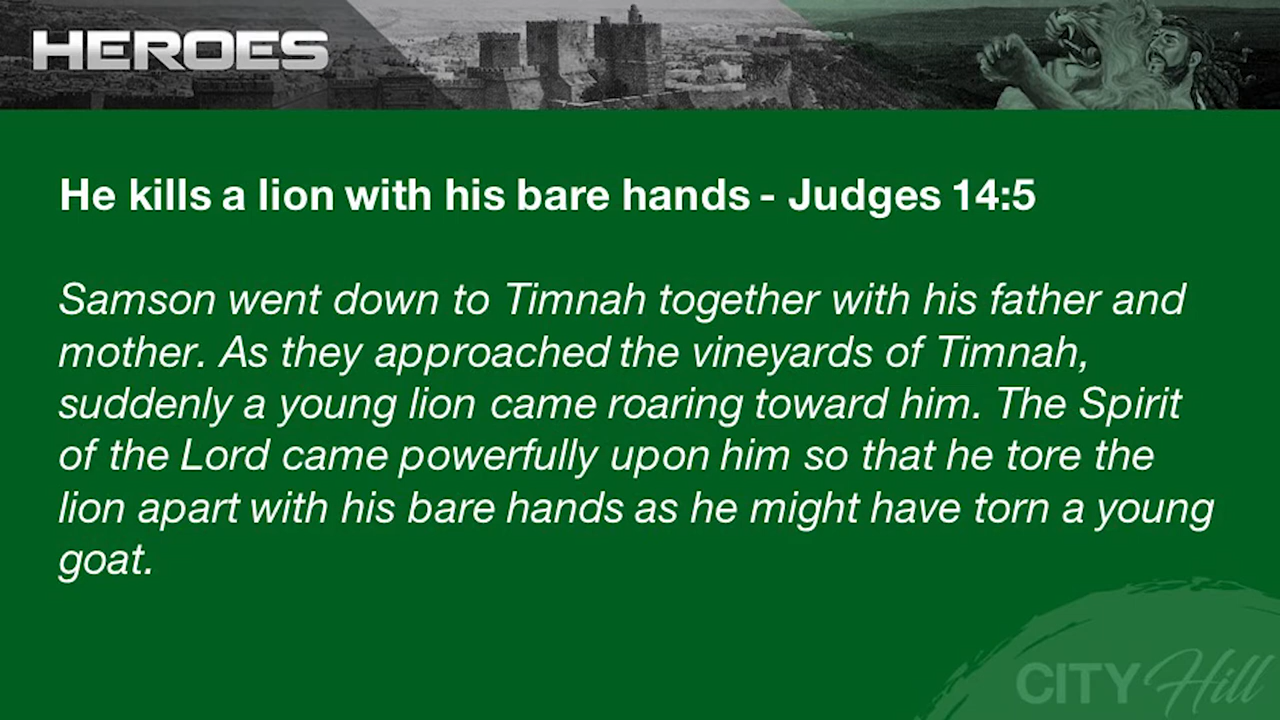 HEROES
He kills a lion with his bare hands - Judges 14:5
Samson went down to Timnah together with his father and
mother. As they approached the vineyards of Timnah,
suddenly a young lion came roaring toward him. The Spirit
of the Lord came powerfully upon him so that he tore the
lion apart with his bare hands as he might have torn a young
goat.
CITY Hill